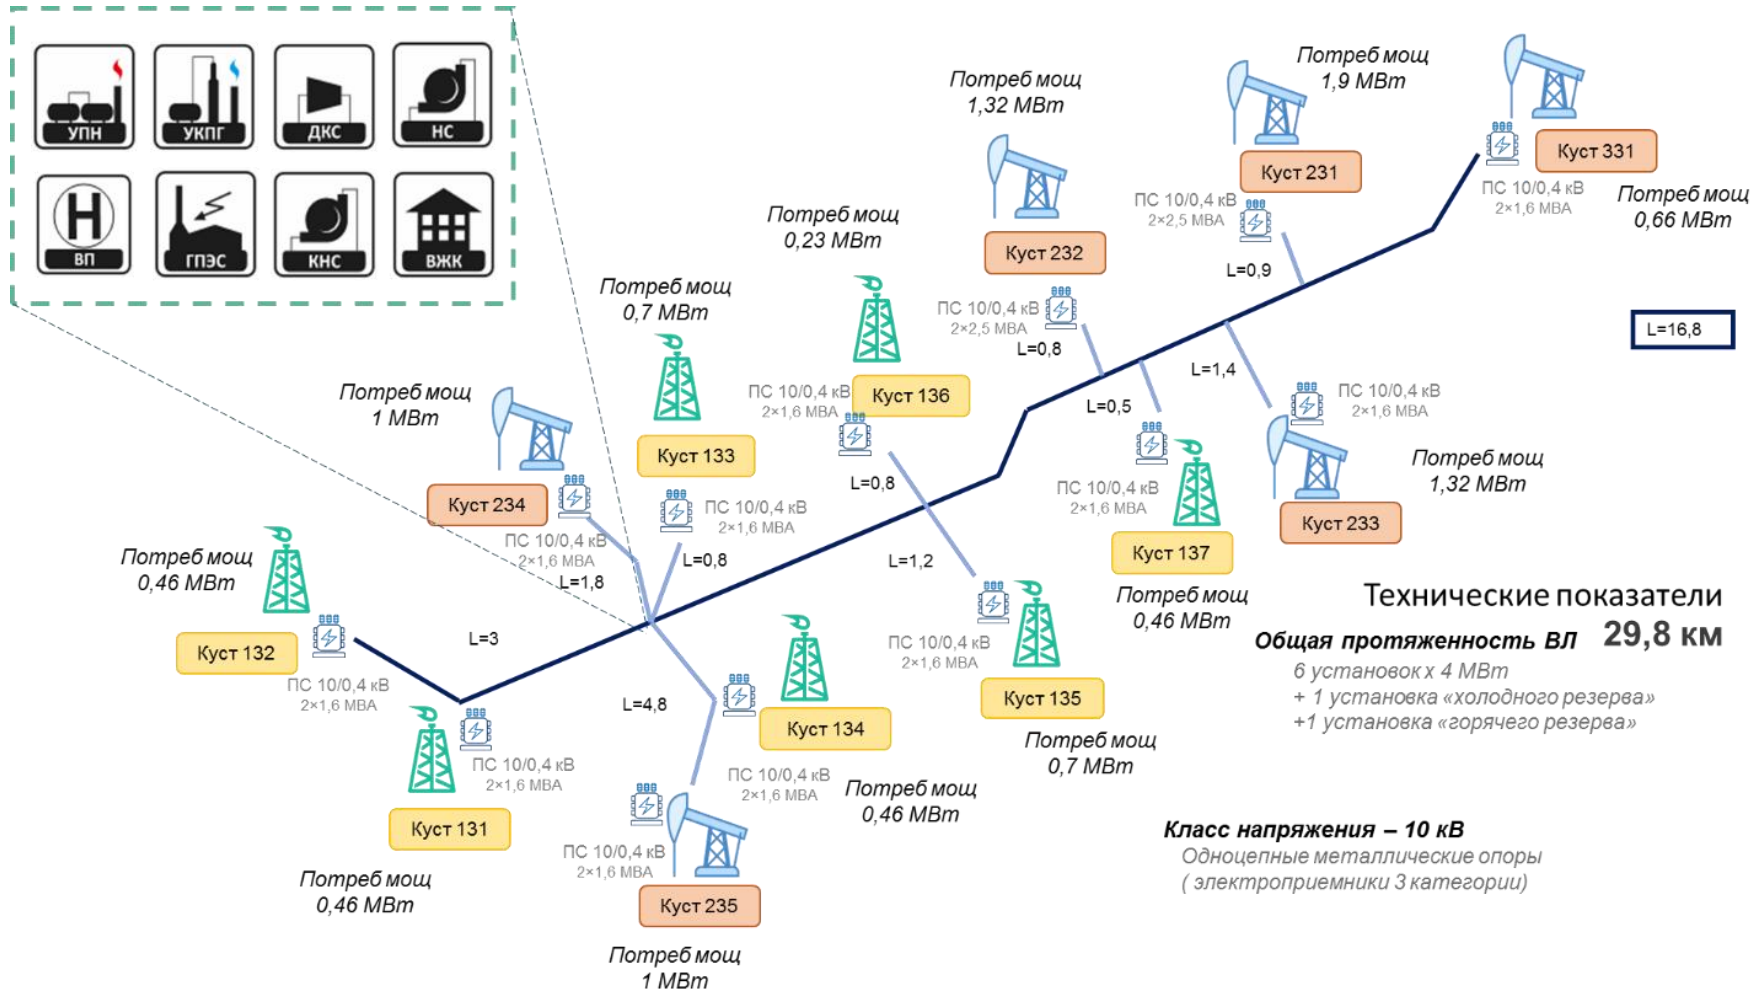 УПН
УКПГ
ДКС
НС
ВП
ГПЭС
КНС
ВЖК
Потреб мощ
1,32 МВт
Потреб мощ
1,9 МВт
Куст 331
ПС 10/0,4 кВ
2×1,6 МВА
Потреб мощ
0,66 МВт
Куст 231
ПС 10/0,4 кВ
2×2,5 МВА
L=0,9
Куст 232
ПС 10/0,4 кВ
2×2,5 МВА
L=0,8
Потреб мощ
0,23 МВт
Потреб мощ
0,7 МВт
L=16,8
Потреб мощ
1 МВт
ПС 10/0,4 кВ
2×1,6 МВА
Куст 136
L=0,8
L=0,5
L=1,4
ПС 10/0,4 кВ
2×1,6 МВА
Куст 133
Потреб мощ
1,32 МВт
Куст 234
ПС 10/0,4 кВ
2×1,6 МВА
L=1,8
ПС 10/0,4 кВ
2×1,6 МВА
L=0,8
ПС 10/0,4 кВ
2×1,6 МВА
Куст 233
Куст 137
Потреб мощ
0,46 МВт
L=1,2
Потреб мощ
0,46 МВт
Куст 132
ПС 10/0,4 кВ
2×1,6 МВА
L=3
ПС 10/0,4 кВ
2×1,6 МВА
Куст 135
Потреб мощ
0,7 МВт
Технические показатели
Общая протяженность ВЛ 29,8 км
6 установок х 4 МВт
+ 1 установка «холодного резерва»
+1 установка «горячего резерва»
L=4,8
Куст 134
ПС 10/0,4 кВ
2×1,6 МВА
Потреб мощ
0,46 МВт
ПС 10/0,4 кВ
2×1,6 МВА
Куст 131
Потреб мощ
0,46 МВт
ПС 10/0,4 кВ
2×1,6 МВА
Куст 235
Потреб мощ
1 МВт
Класс напряжения – 10 кВ
Одноцепные металлические опоры
( электроприемники 3 категории)